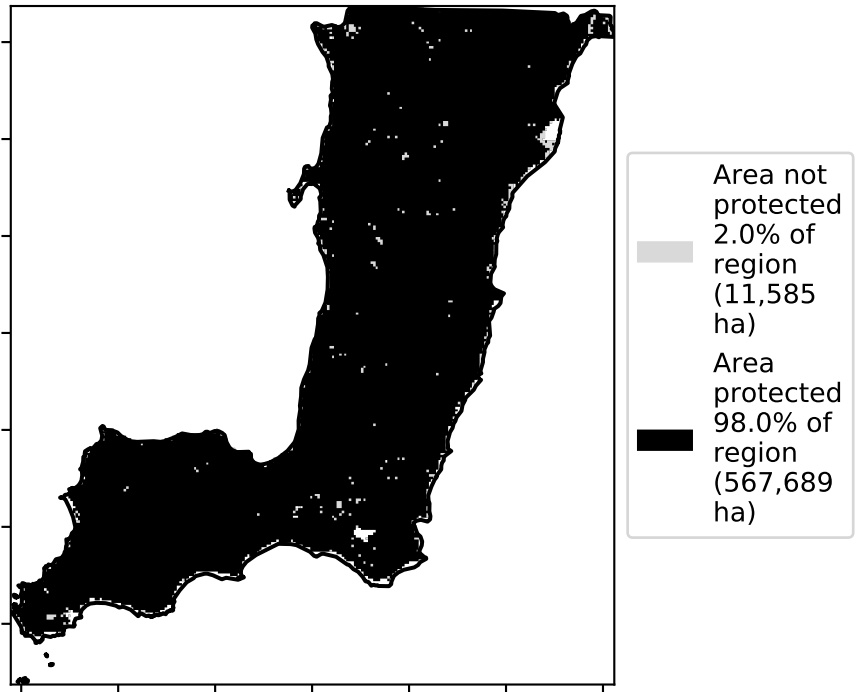 Area not
protected
2.0% of
region
(11,585
ha)
Area
protected
98.0% of
region
(567,689
ha)